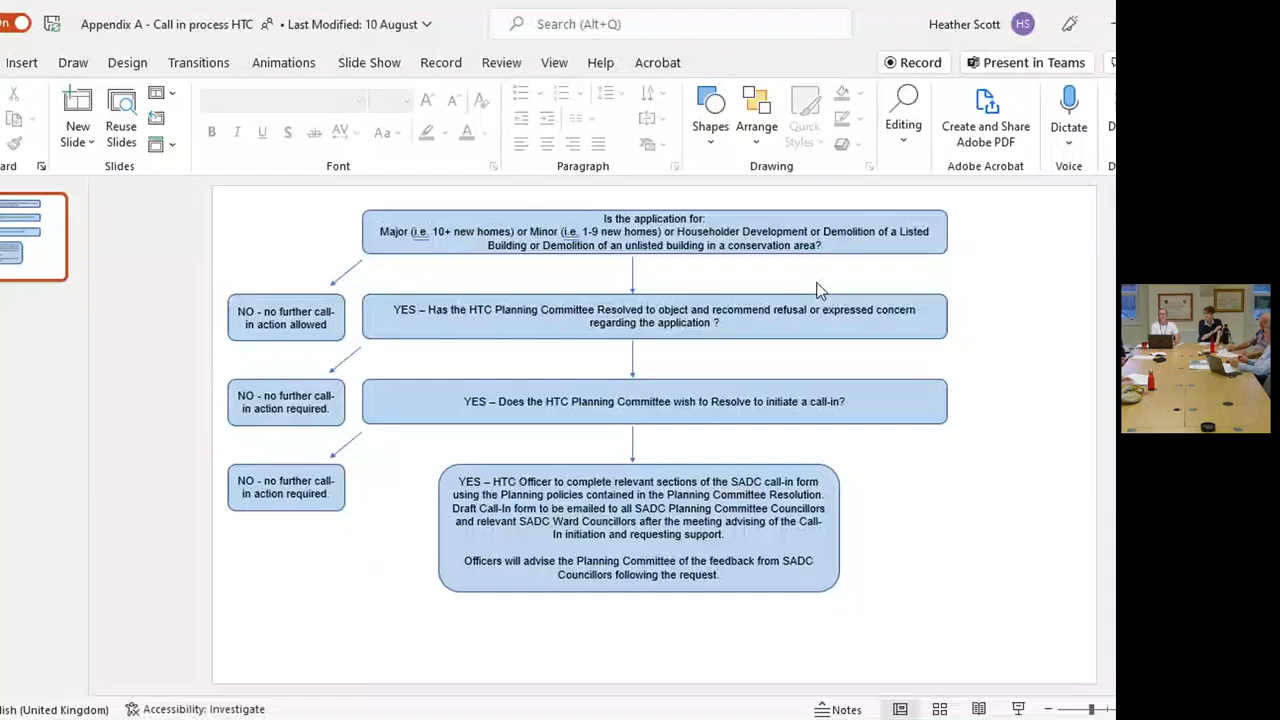 On
Appendix A - Call in process HTC
• Last Modified: 10 August
Search (Alt+Q)
Heather Scott
HS
Insert
Draw
Design
Transitions
Animations
Slide Show
Record
Review
View
Help
Acrobat
Record
Present in Teams
New
Slide
Reuse
Slides
Slides
B I U S ab AV Aa A
Font
Paragraph
Shapes
Arrange
Quick
Styles
Drawing
Editing
Create and Share
Adobe PDF
Adobe Acrobat
Dictate
Voice
Is the application for:
Major (i.e. 10+ new homes) or Minor (i.e. 1-9 new homes) or Householder Development or Demolition of a Listed
Building or Demolition of an unlisted building in a conservation area?
NO - no further call-
in action allowed
YES – Has the HTC Planning Committee Resolved to object and recommend refusal or expressed concern
regarding the application ?
NO - no further call-
in action required.
YES – Does the HTC Planning Committee wish to Resolve to initiate a call-in?
NO - no further call-
in action required.
YES – HTC Officer to complete relevant sections of the SADC call-in form
using the Planning policies contained in the Planning Committee Resolution.
Draft Call-In form to be emailed to all SADC Planning Committee Councillors
and relevant SADC Ward Councillors after the meeting advising of the Call-
In initiation and requesting support.
Officers will advise the Planning Committee of the feedback from SADC
Councillors following the request.
lish (United Kingdom)
Accessibility: Investigate
Notes